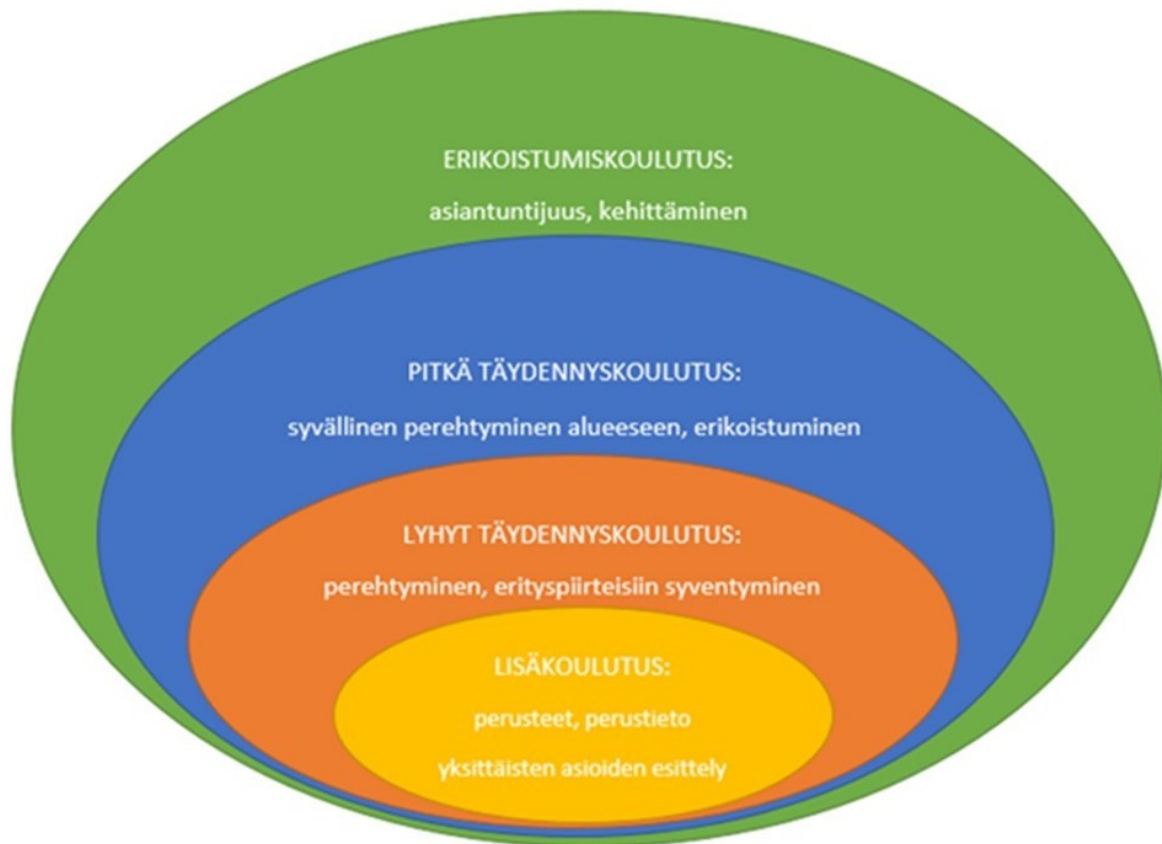 ERIKOISTUMISKOULUTUS:
asiantuntijuus, kehittäminen
PITKÄ TÄYDENNYSKOULUTUS:
syvällinen perehtyminen alueeseen, erikoistuminen
LYHYT TÄYDENNYSKOULUTUS:
perehtyminen, erityspiirteisiin syventyminen
LISÄKOULUTUS:
perusteet, perustieto
yksittäisten asioiden esittely